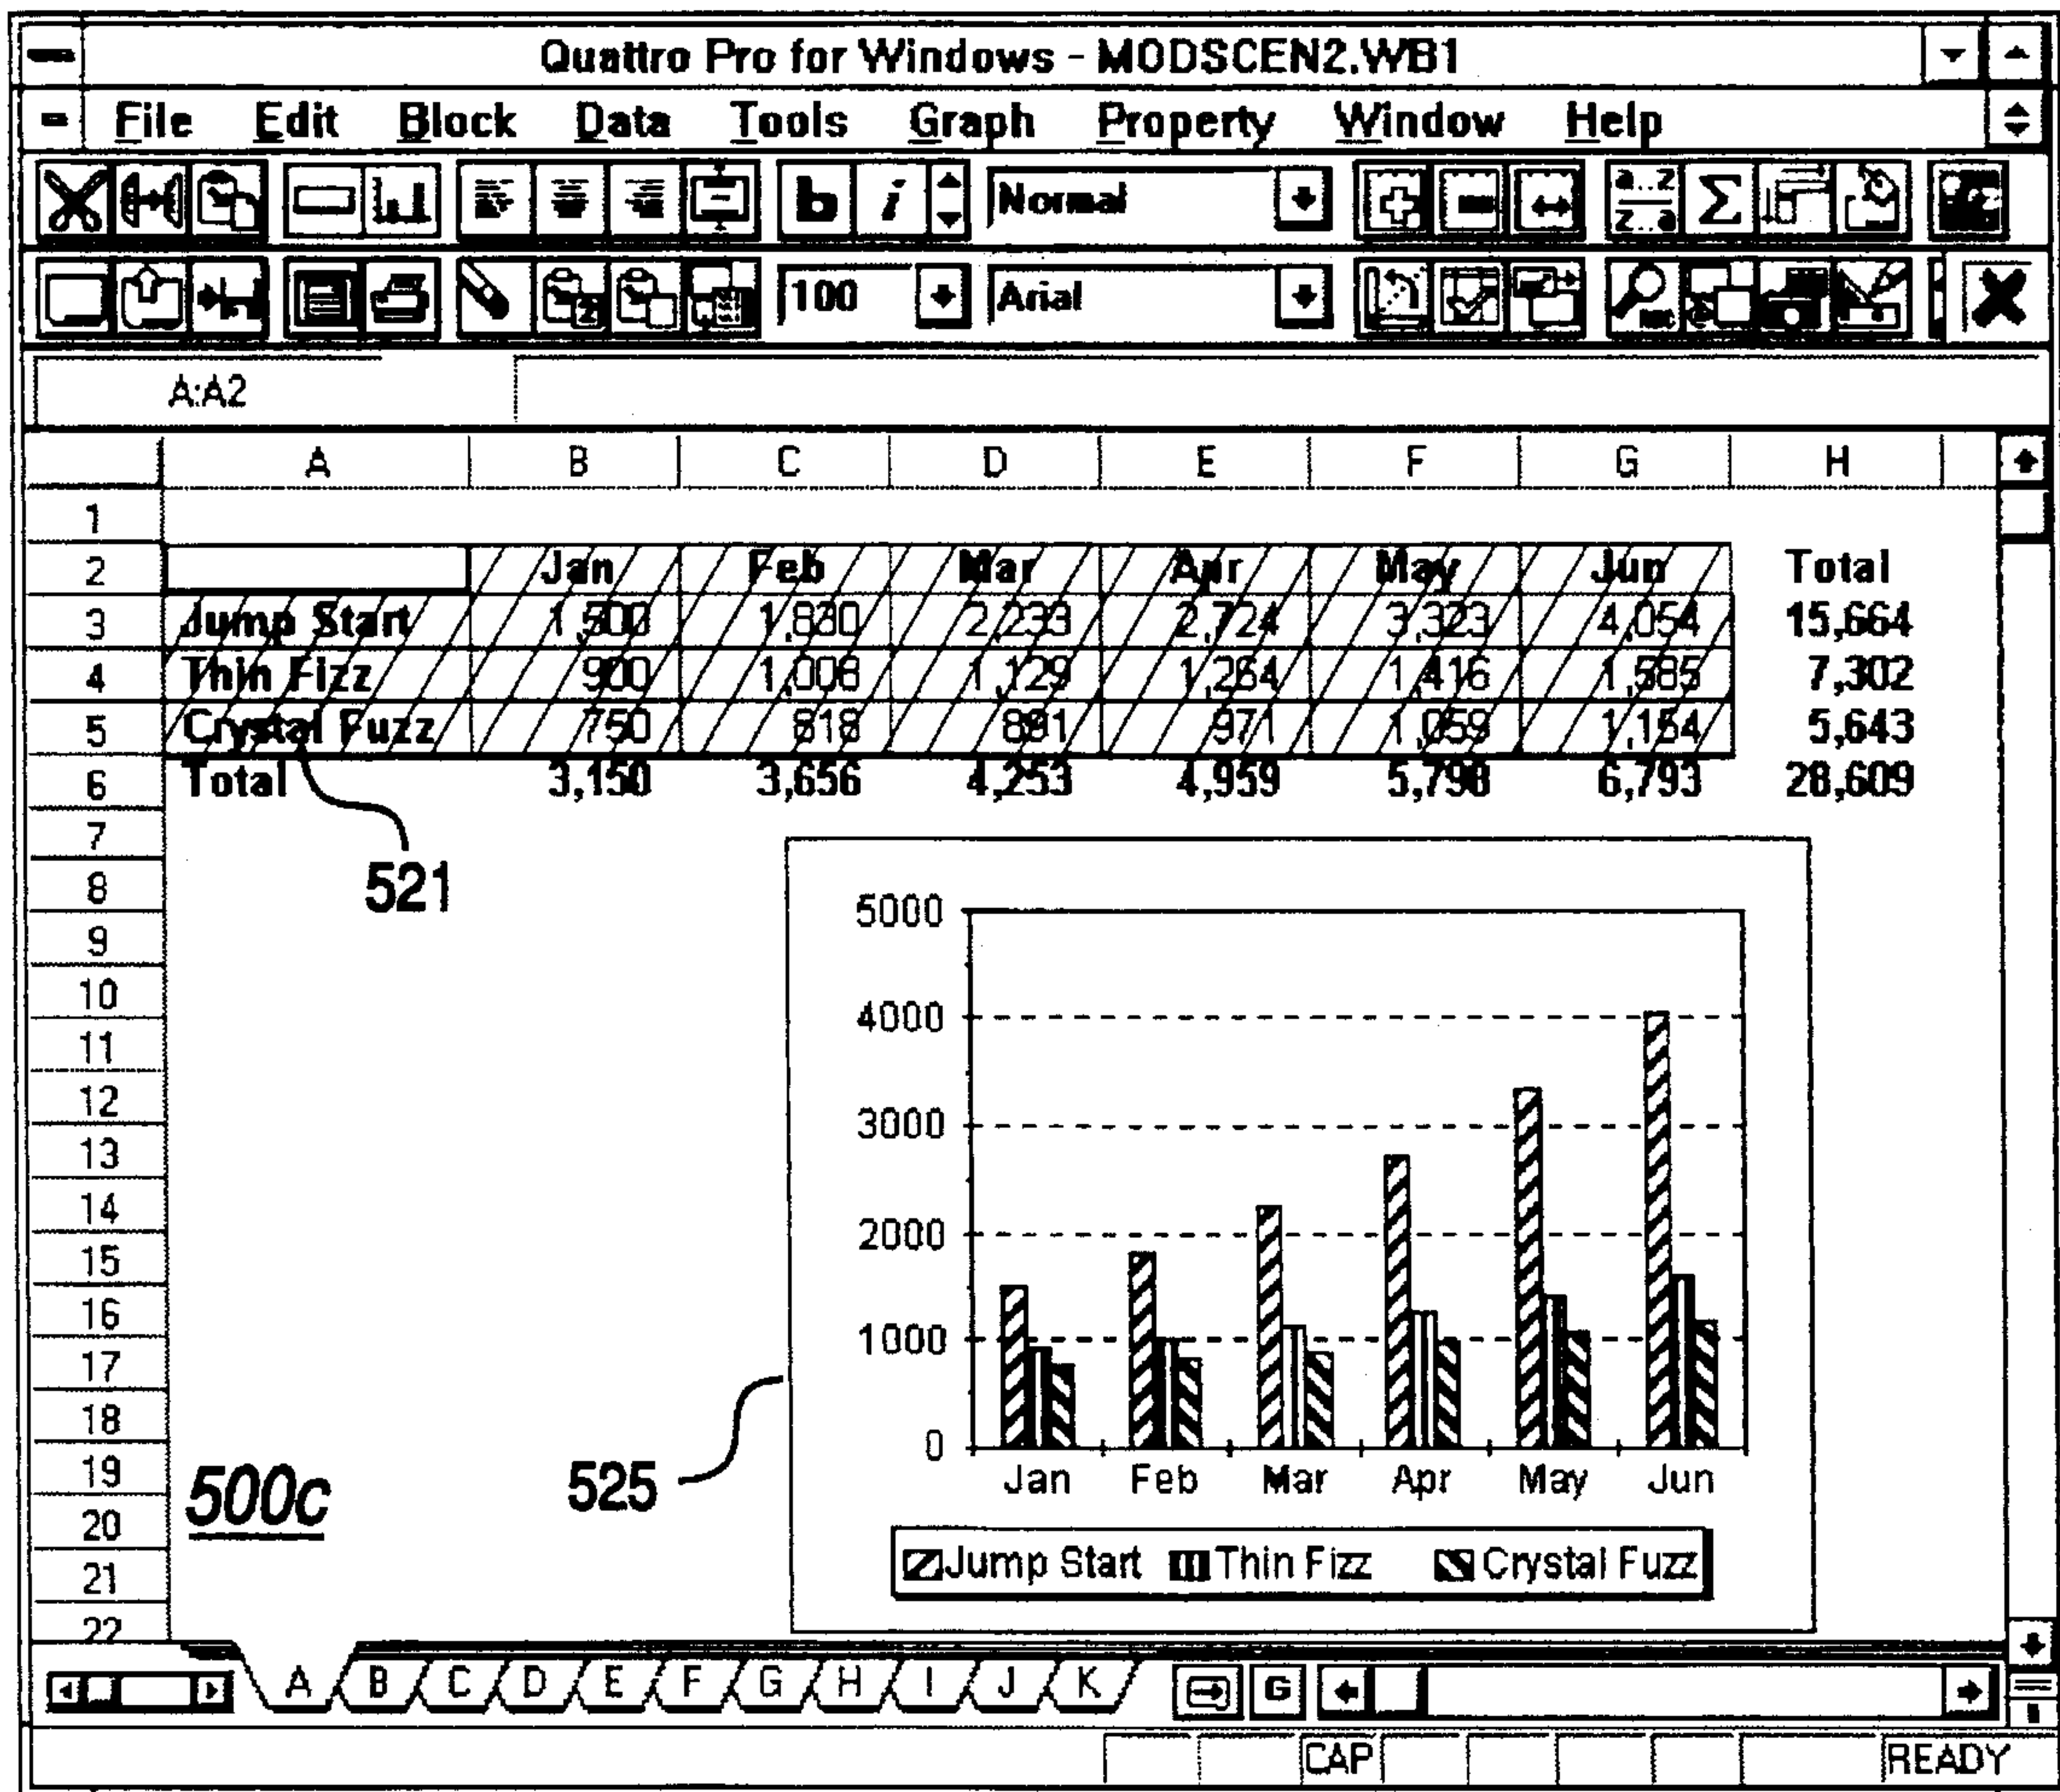 Quattro Pro for Windows - MODSCEN2.WB1
File Edit Block Data Tools Graph Property Window Help
b i Normal a..z z..a Σ
100 Arial
A:A2
A B C D E F G H
1
2 Jan Feb Mar Apr May Jun Total
3 Jump Start 1,500 1,830 2,233 2,724 3,323 4,054 15,664
4 Thin Fizz 900 1,008 1,129 1,264 1,416 1,585 7,302
5 Crystal Fuzz 750 818 891 971 1,059 1,154 5,643
6 Total 3,150 3,656 4,253 4,959 5,798 6,793 28,609
7
8 521
9 5000
10
11 4000
12
13 3000
14
15 2000
16
17 1000
18
19 0
500c 525 Jan Feb Mar Apr May Jun
20
21 Jump Start Thin Fizz Crystal Fuzz
22
A B C D E F G H I J K G
CAP READY